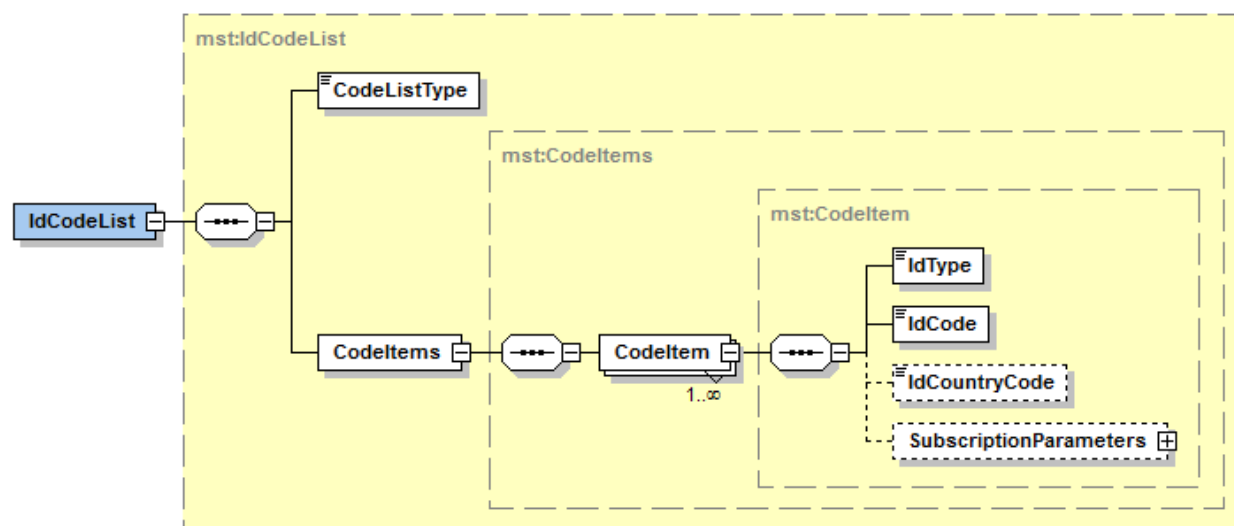 mst:IdCodeList
CodeListType
mst:CodeItems
mst:CodeItem
IdCodeList
IdType
IdCode
CodeItems
CodeItem
1..∞
IdCountryCode
SubscriptionParameters